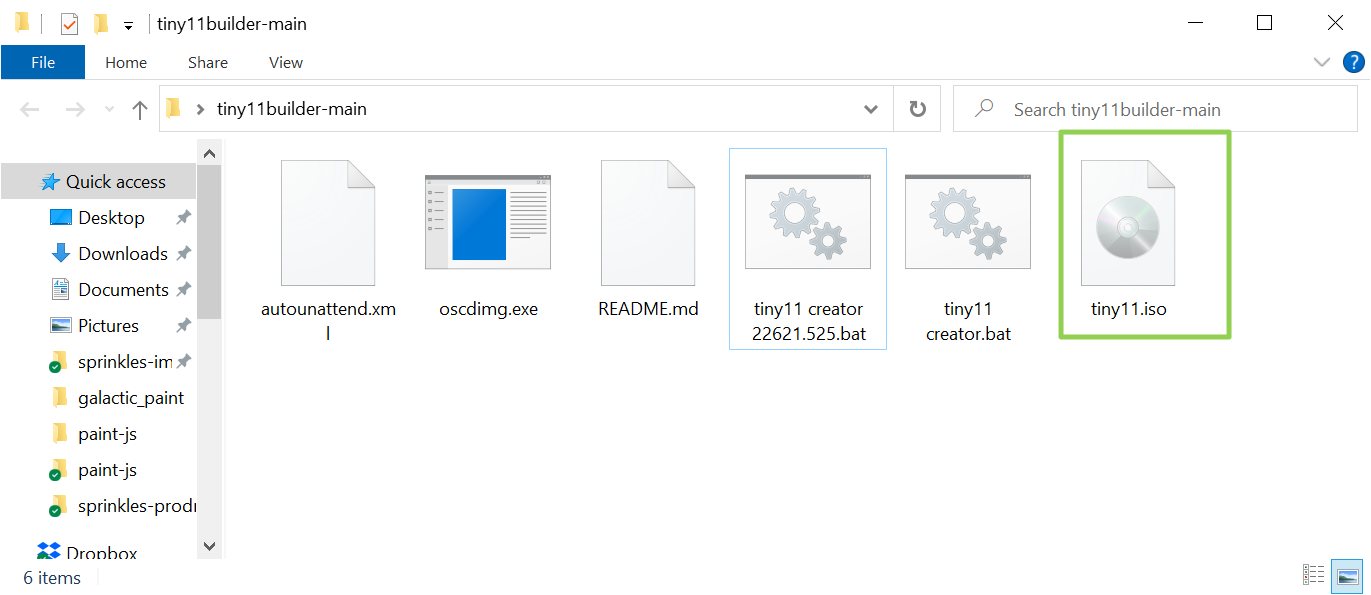 tiny11builder-main
File Home Share View
tiny11builder-main
Search tiny11builder-main
Quick access
Desktop
Downloads
Documents
Pictures
sprinkles-im
galactic_paint
paint-js
paint-js
sprinkles-prod
Dropbox
autounattend.xm
l
oscdimg.exe
README.md
tiny11 creator
22621.525.bat
tiny11
creator.bat
tiny11.iso
6 items